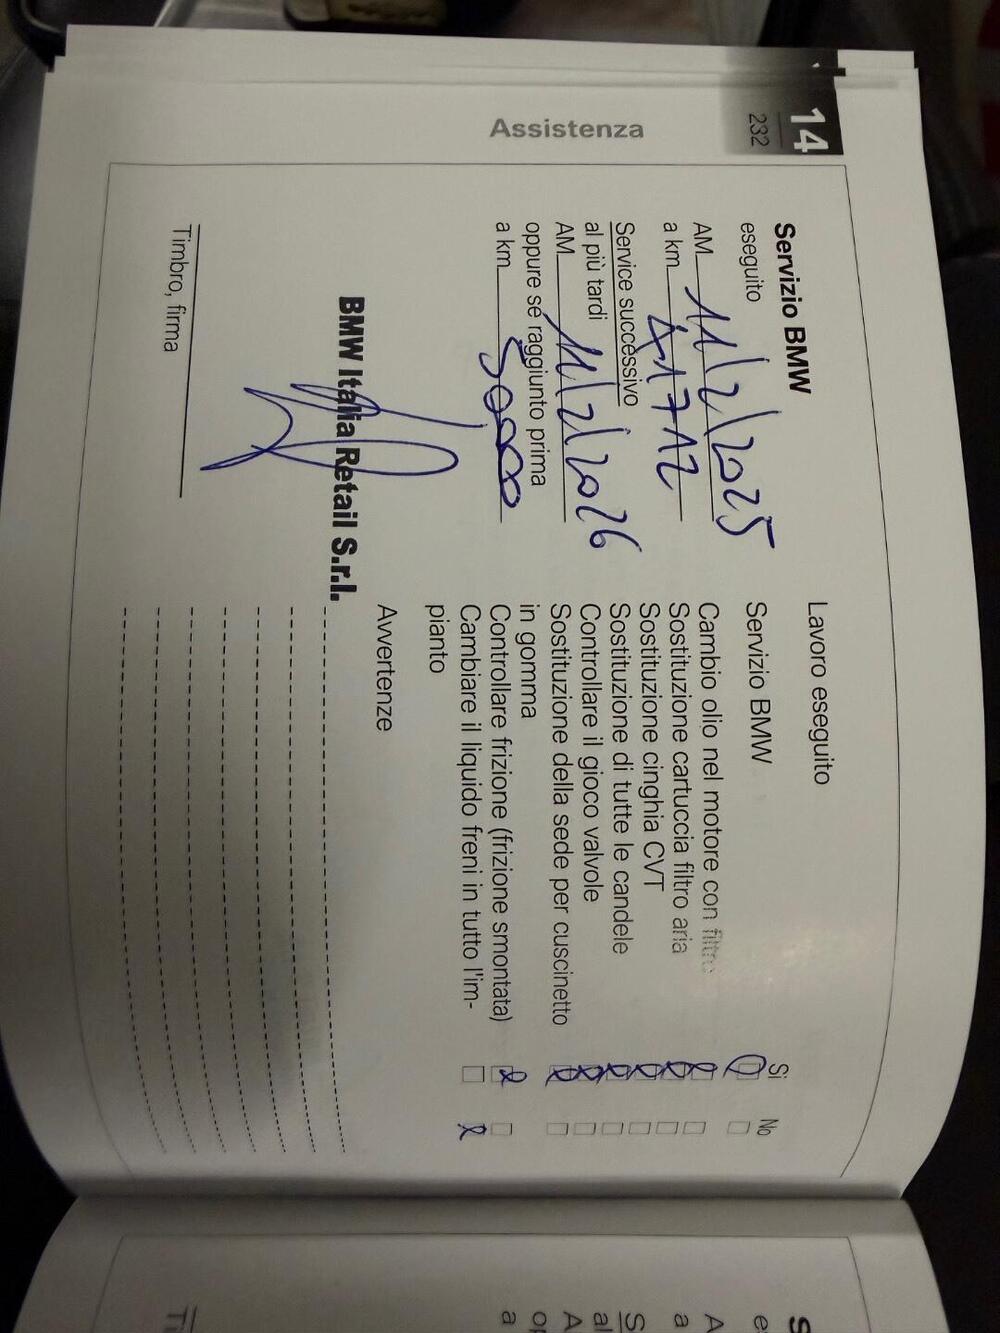 14
232
Assistenza
Servizio BMW
eseguito
AM 11/2/2025
a km 41712
Service successivo
al più tardi
AM 11/2/2026
oppure se raggiunto prima
a km 50000
BMW Italia Retail S.r.l.
Timbro, firma
Lavoro eseguito
Sì No
Servizio BMW
Cambio olio nel motore con filtro
Sostituzione cartuccia filtro aria
Sostituzione cinghia CVT
Sostituzione di tutte le candele
Controllare il gioco valvole
Sostituzione della sede per cuscinetto
in gomma
Controllare frizione (frizione smontata)
Cambiare il liquido freni in tutto l'im-
pianto
Avvertenze